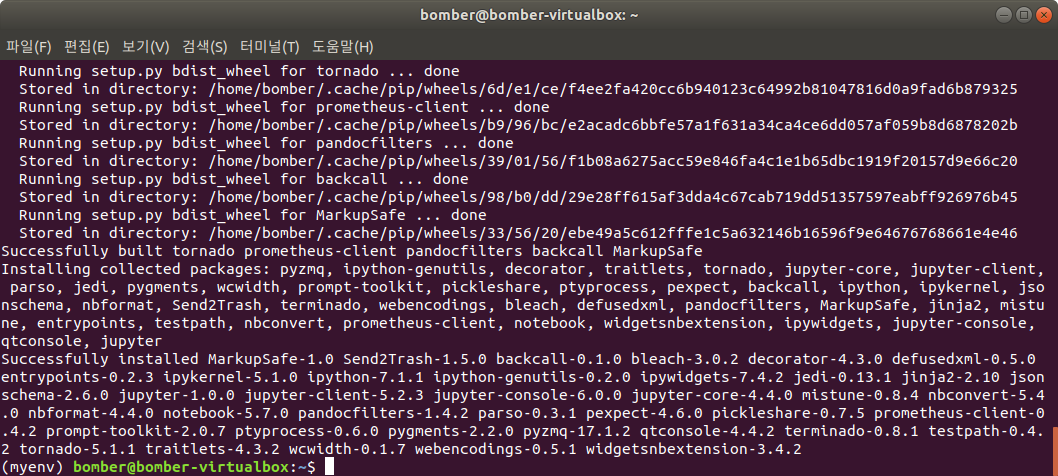 bomber@bomber-virtualbox: ~
파일(F) 편집(E) 보기(V) 검색(S) 터미널(T) 도움말(H)
Running setup.py bdist_wheel for tornado ... done
Stored in directory: /home/bomber/.cache/pip/wheels/6d/e1/ce/f4ee2fa420cc6b940123c64992b81047816d0a9fad6b879325
Running setup.py bdist_wheel for prometheus-client ... done
Stored in directory: /home/bomber/.cache/pip/wheels/b9/96/bc/e2acadc6bbfe57a1f631a34ca4ce6dd057af059b8d6878202b
Running setup.py bdist_wheel for pandocfilters ... done
Stored in directory: /home/bomber/.cache/pip/wheels/39/01/56/f1b08a6275acc59e846fa4c1e1b65dbc1919f20157d9e66c20
Running setup.py bdist_wheel for backcall ... done
Stored in directory: /home/bomber/.cache/pip/wheels/98/b0/dd/29e28ff615af3dda4c67cab719dd51357597eabff926976b45
Running setup.py bdist_wheel for MarkupSafe ... done
Stored in directory: /home/bomber/.cache/pip/wheels/33/56/20/ebe49a5c612fffe1c5a632146b16596f9e64676768661e4e46
Successfully built tornado prometheus-client pandocfilters backcall MarkupSafe
Installing collected packages: pyzmq, ipython-genutils, decorator, traitlets, tornado, jupyter-core, jupyter-client,
parso, jedi, pygments, wcwidth, prompt-toolkit, pickleshare, ptyprocess, pexpect, backcall, ipython, ipykernel, jso
nschema, nbformat, Send2Trash, terminado, webencodings, bleach, defusedxml, pandocfilters, MarkupSafe, jinja2, mistu
ne, entrypoints, testpath, nbconvert, prometheus-client, notebook, widgetsnbextension, ipywidgets, jupyter-console,
qtconsole, jupyter
Successfully installed MarkupSafe-1.0 Send2Trash-1.5.0 backcall-0.1.0 bleach-3.0.2 decorator-4.3.0 defusedxml-0.5.0
entrypoints-0.2.3 ipykernel-5.1.0 ipython-7.1.1 ipython-genutils-0.2.0 ipywidgets-7.4.2 jedi-0.13.1 jinja2-2.10 json
schema-2.6.0 jupyter-1.0.0 jupyter-client-5.2.3 jupyter-console-6.0.0 jupyter-core-4.4.0 mistune-0.8.4 nbconvert-5.4
.0 nbformat-4.4.0 notebook-5.7.0 pandocfilters-1.4.2 parso-0.3.1 pexpect-4.6.0 pickleshare-0.7.5 prometheus-client-0
.4.2 prompt-toolkit-2.0.7 ptyprocess-0.6.0 pygments-2.2.0 pyzmq-17.1.2 qtconsole-4.4.2 terminado-0.8.1 testpath-0.4.
2 tornado-5.1.1 traitlets-4.3.2 wcwidth-0.1.7 webencodings-0.5.1 widgetsnbextension-3.4.2
(myenv) bomber@bomber-virtualbox:~$